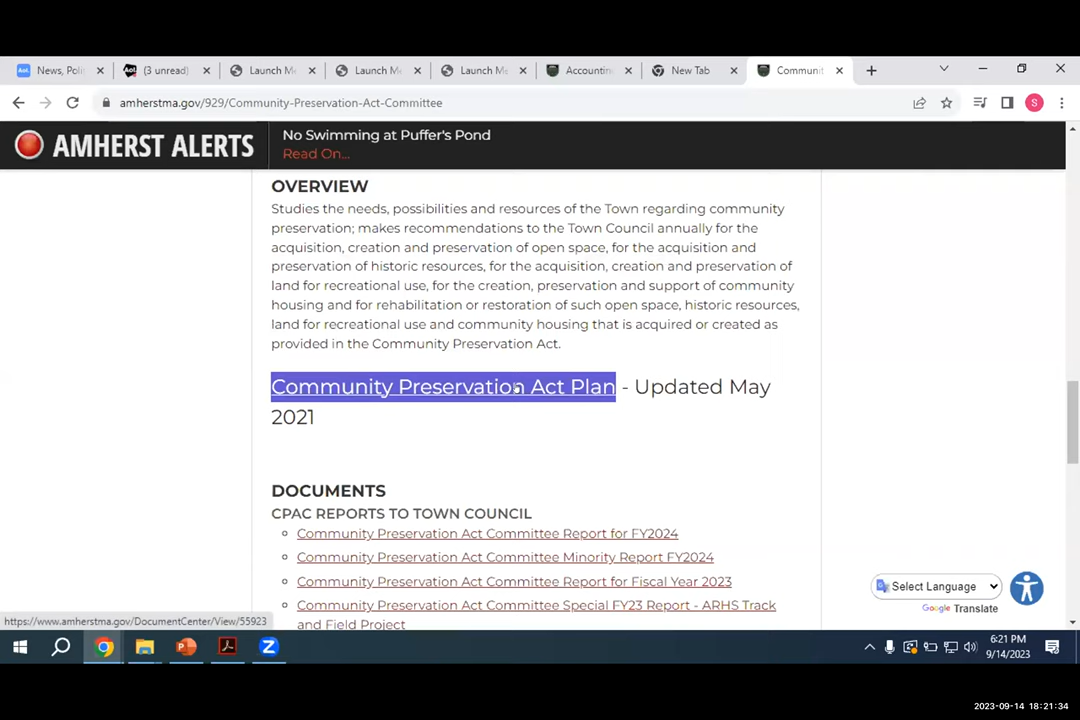 News, Poli
(3 unread)
Launch Me
Launch Me
Launch Me
Accountin
New Tab
Communit
amherstma.gov/929/Community-Preservation-Act-Committee
S
AMHERST ALERTS
No Swimming at Puffer's Pond
Read On...
OVERVIEW
Studies the needs, possibilities and resources of the Town regarding community
preservation; makes recommendations to the Town Council annually for the
acquisition, creation and preservation of open space, for the acquisition and
preservation of historic resources, for the acquisition, creation and preservation of
land for recreational use, for the creation, preservation and support of community
housing and for rehabilitation or restoration of such open space, historic resources,
land for recreational use and community housing that is acquired or created as
provided in the Community Preservation Act.
Community Preservation Act Plan - Updated May
2021
DOCUMENTS
CPAC REPORTS TO TOWN COUNCIL
Community Preservation Act Committee Report for FY2024
Community Preservation Act Committee Minority Report FY2024
Community Preservation Act Committee Report for Fiscal Year 2023
Community Preservation Act Committee Special FY23 Report - ARHS Track
and Field Project
Select Language
Google Translate
https://www.amherstma.gov/DocumentCenter/View/55923
6:21 PM
9/14/2023
2023-09-14 18:21:34